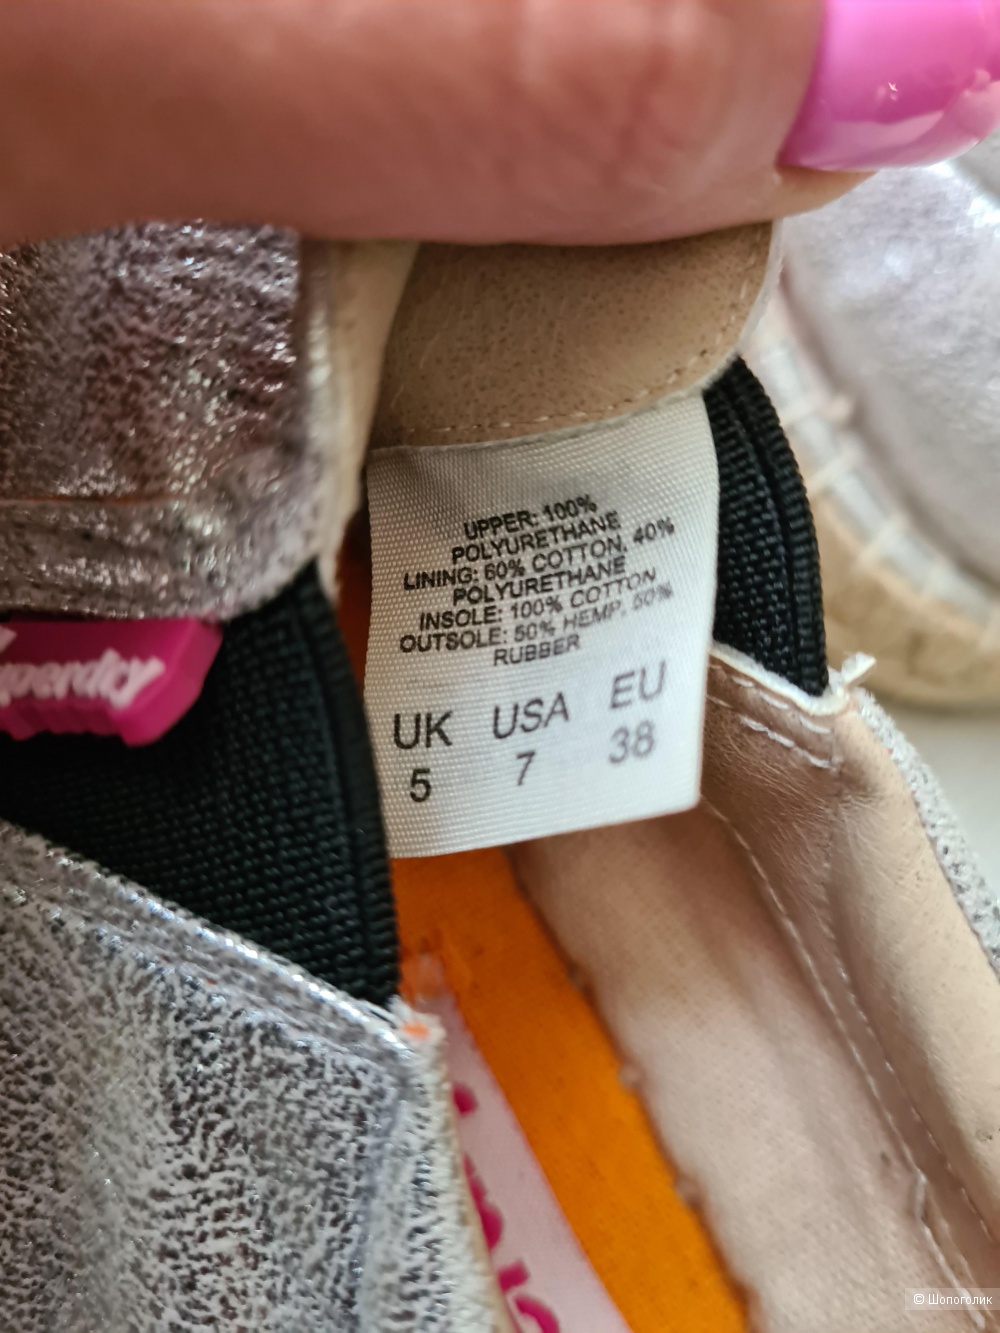 UPPER: 100%
POLYURETHANE
LINING: 60% COTTON, 40%
POLYURETHANE
INSOLE: 100% COTTON
OUTSOLE: 50% HEMP, 50%
RUBBER
UK USA EU
5 7 38
Superdry
© Шопоголик